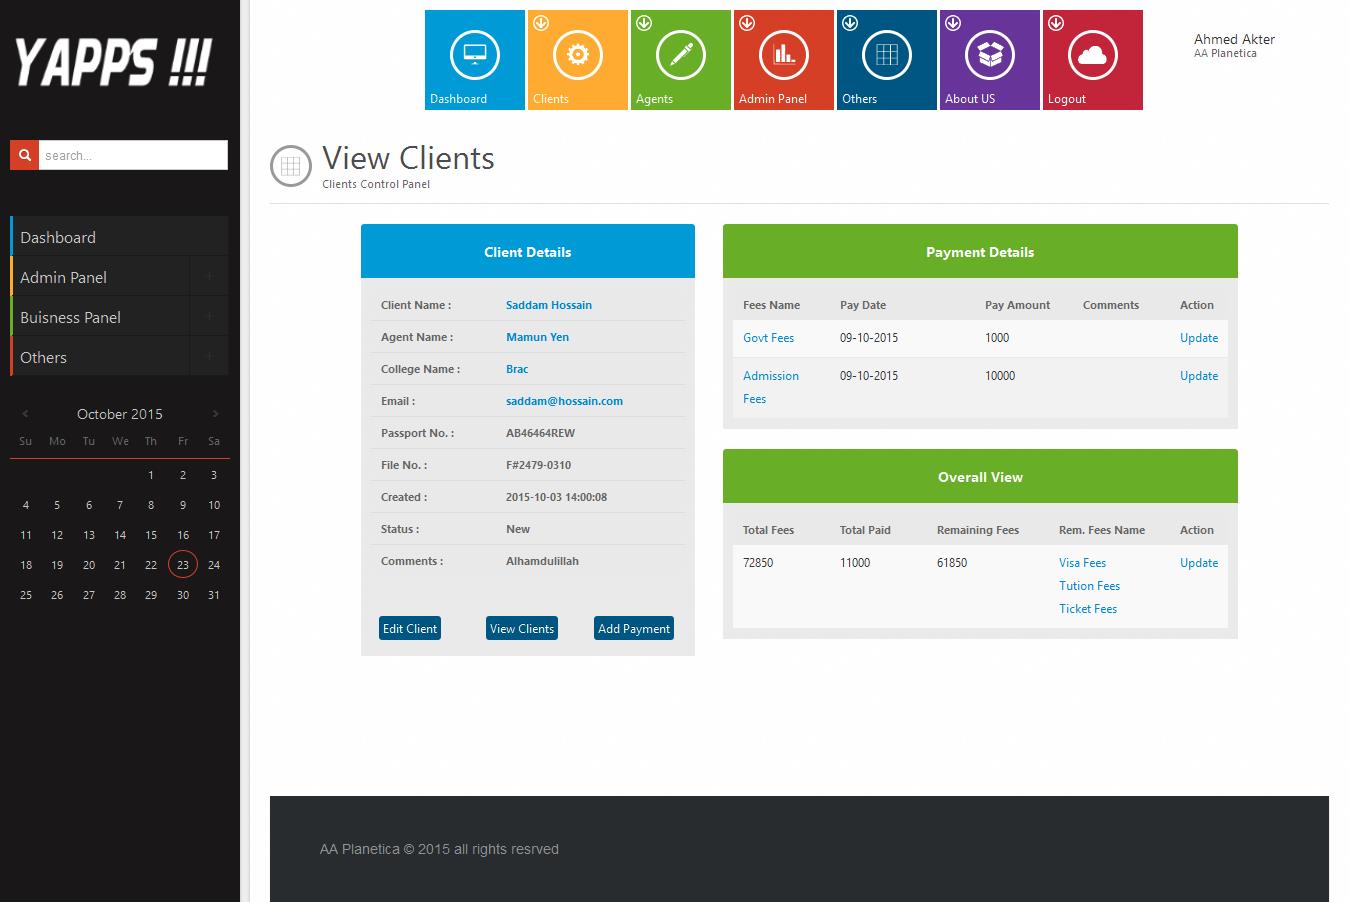 YAPPS !!!
search...
Dashboard
Admin Panel
Buisness Panel
Others
October 2015
Su Mo Tu We Th Fr Sa
1 2 3
4 5 6 7 8 9 10
11 12 13 14 15 16 17
18 19 20 21 22 23 24
25 26 27 28 29 30 31
Dashboard
Clients
Agents
Admin Panel
Others
About US
Logout
Ahmed Akter
AA Planetica
View Clients
Clients Control Panel
Client Details
Client Name : Saddam Hossain
Agent Name : Mamun Yen
College Name : Brac
Email : saddam@hossain.com
Passport No. : AB46464REW
File No. : F#2479-0310
Created : 2015-10-03 14:00:08
Status : New
Comments : Alhamdulillah
Edit Client View Clients Add Payment
Payment Details
Fees Name Pay Date Pay Amount Comments Action
Govt Fees 09-10-2015 1000 Update
Admission 09-10-2015 10000 Update
Fees
Overall View
Total Fees Total Paid Remaining Fees Rem. Fees Name Action
72850 11000 61850 Visa Fees Update
Tution Fees
Ticket Fees
AA Planetica © 2015 all rights resrved